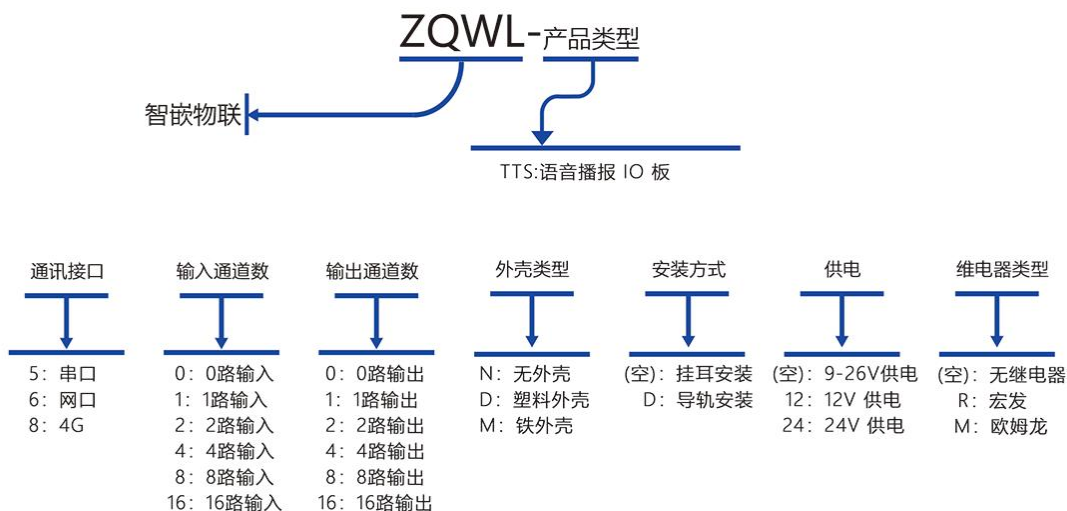 ZQWL-产品类型
智嵌物联
TTS:语音播报 IO 板
通讯接口
5：串口
6：网口
8：4G
输入通道数
0：0路输入
1：1路输入
2：2路输入
4：4路输入
8：8路输入
16：16路输入
输出通道数
0：0路输出
1：1路输出
2：2路输出
4：4路输出
8：8路输出
16：16路输出
外壳类型
N：无外壳
D：塑料外壳
M：铁外壳
安装方式
(空)：挂耳安装
D：导轨安装
供电
(空)：9-26V供电
12：12V 供电
24：24V 供电
维电器类型
(空)：无继电器
R：宏发
M：欧姆龙